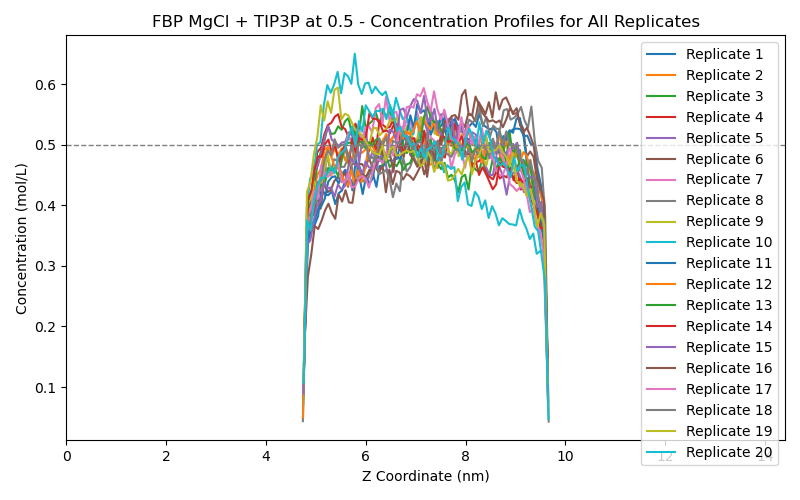 FBP MgCl + TIP3P at 0.5 - Concentration Profiles for All Replicates
Concentration (mol/L)
0.6
0.5
0.4
0.3
0.2
0.1
0
2
4
6
8
10
12
14
Z Coordinate (nm)
Replicate 1
Replicate 2
Replicate 3
Replicate 4
Replicate 5
Replicate 6
Replicate 7
Replicate 8
Replicate 9
Replicate 10
Replicate 11
Replicate 12
Replicate 13
Replicate 14
Replicate 15
Replicate 16
Replicate 17
Replicate 18
Replicate 19
Replicate 20